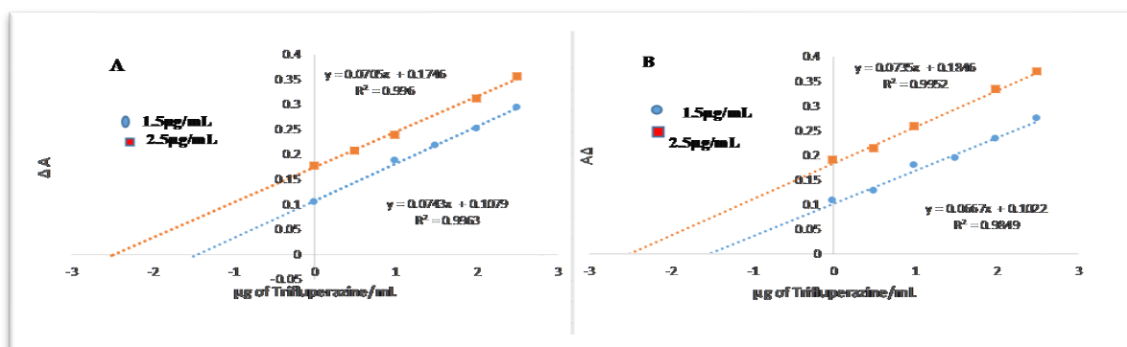 A
0.4
0.35
0.3
0.25
0.2
0.15
0.1
0.05
0
-0.05
y = 0.0705x + 0.1746
R² = 0.996
1.5µg/mL
2.5µg/mL
ΔA
y = 0.0743x + 0.1079
R² = 0.9963
-3 -2 -1 0 1 2 3
µg of Trifluperazine/mL
B
0.4
0.35
0.3
0.25
0.2
0.15
0.1
0.05
0
y = 0.0735x + 0.1846
R² = 0.9952
1.5µg/mL
2.5µg/mL
AΔ
y = 0.0667x + 0.1022
R² = 0.9849
-3 -2 -1 0 1 2 3
µg of Trifluperazine/mL